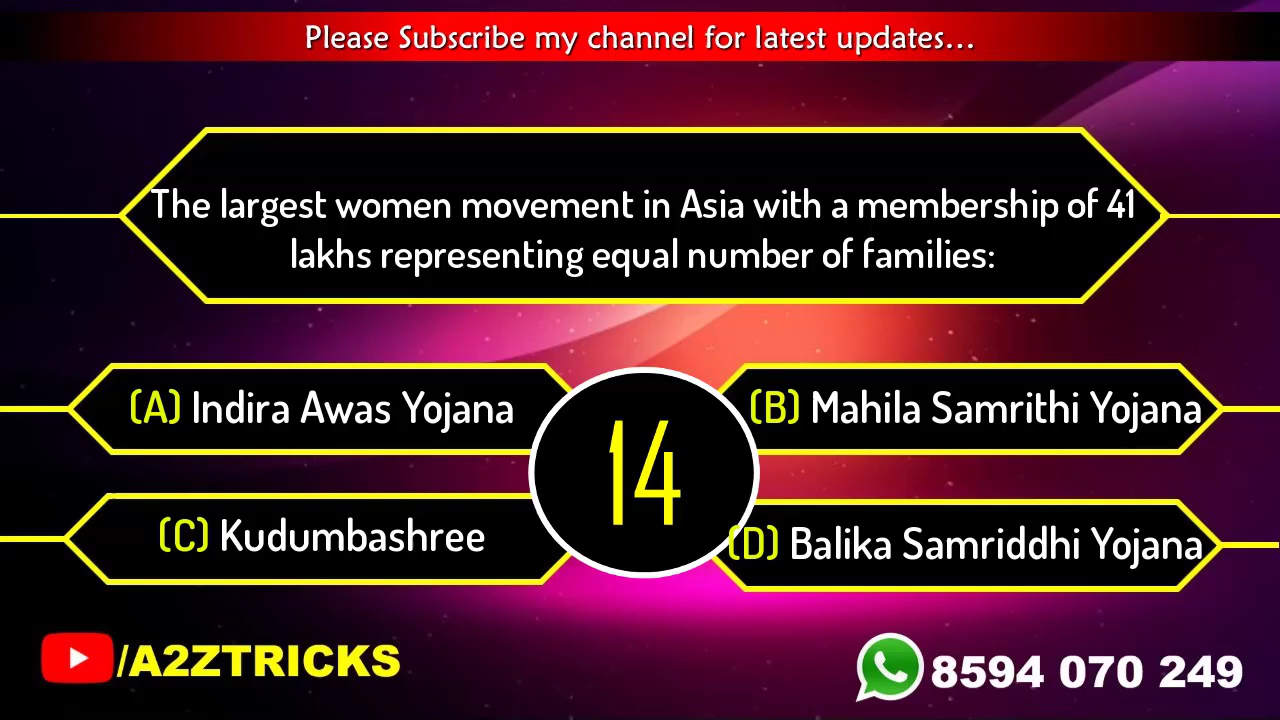 Please Subscribe my channel for latest updates...
The largest women movement in Asia with a membership of 41
lakhs representing equal number of families:
(A) Indira Awas Yojana
(B) Mahila Samrithi Yojana
14
(C) Kudumbashree
(D) Balika Samriddhi Yojana
/A2ZTRICKS
8594 070 249